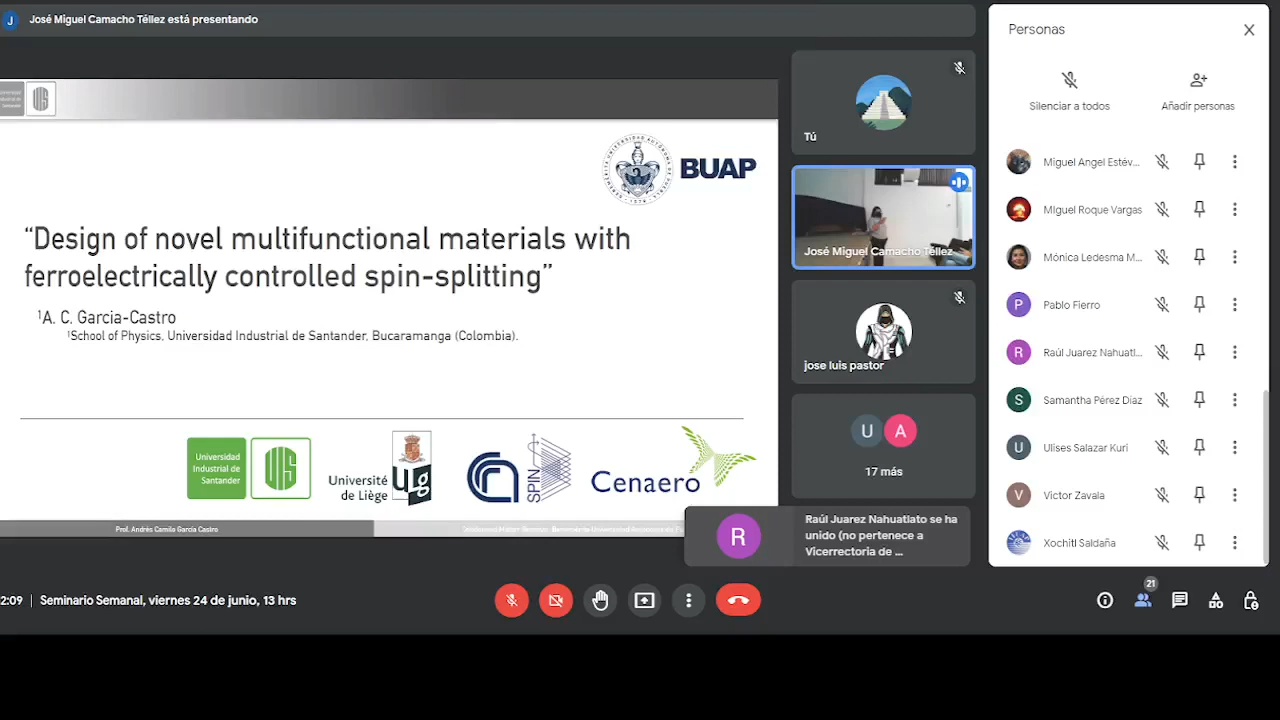 J José Miguel Camacho Téllez está presentando
BUAP
“Design of novel multifunctional materials with
ferroelectrically controlled spin-splitting”
¹A. C. Garcia-Castro
¹School of Physics, Universidad Industrial de Santander, Bucaramanga (Colombia).
Universidad
Industrial de
Santander
Université
de Liège
SPIN
Cenaero
Prof. Andrés Camilo García Castro
Tú
José Miguel Camacho Téllez
jose luis pastor
U A
17 más
R
Raúl Juarez Nahuatlato se ha
unido (no pertenece a
Vicerrectoria de ...
Personas
Silenciar a todos
Añadir personas
Miguel Angel Estév...
MIguel Roque Vargas
Mónica Ledesma M...
P Pablo Fierro
R Raúl Juarez Nahuatl...
S Samantha Pérez Diaz
U Ulises Salazar Kuri
V Victor Zavala
Xochitl Saldaña
2:09 | Seminario Semanal, viernes 24 de junio, 13 hrs
21